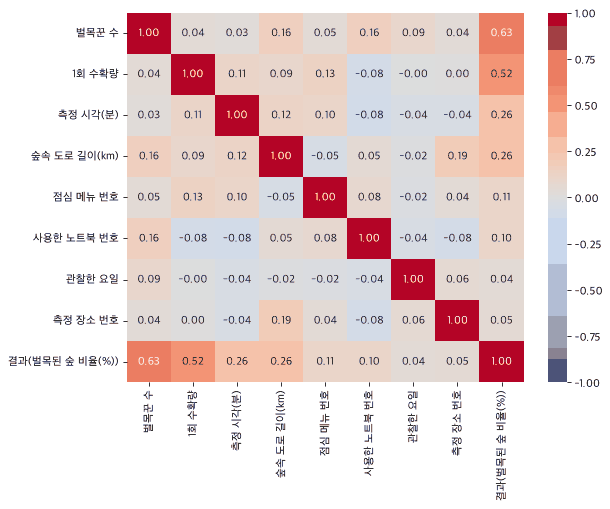 벌목꾼 수 1.00 0.04 0.03 0.16 0.05 0.16 0.09 0.04 0.63
1회 수확량 0.04 1.00 0.11 0.09 0.13 -0.08 -0.00 0.00 0.52
측정 시각(분) 0.03 0.11 1.00 0.12 0.10 -0.08 -0.04 -0.04 0.26
숲속 도로 길이(km) 0.16 0.09 0.12 1.00 -0.05 0.05 -0.02 0.19 0.26
점심 메뉴 번호 0.05 0.13 0.10 -0.05 1.00 0.08 -0.02 0.04 0.11
사용한 노트북 번호 0.16 -0.08 -0.08 0.05 0.08 1.00 -0.04 -0.08 0.10
관찰한 요일 0.09 -0.00 -0.04 -0.02 -0.02 -0.04 1.00 0.06 0.04
측정 장소 번호 0.04 0.00 -0.04 0.19 0.04 -0.08 0.06 1.00 0.05
결과(벌목된 숲 비율(%)) 0.63 0.52 0.26 0.26 0.11 0.10 0.04 0.05 1.00
벌목꾼 수
1회 수확량
측정 시각(분)
숲속 도로 길이(km)
점심 메뉴 번호
사용한 노트북 번호
관찰한 요일
측정 장소 번호
결과(벌목된 숲 비율(%))
1.00
0.75
0.50
0.25
0.00
-0.25
-0.50
-0.75
-1.00